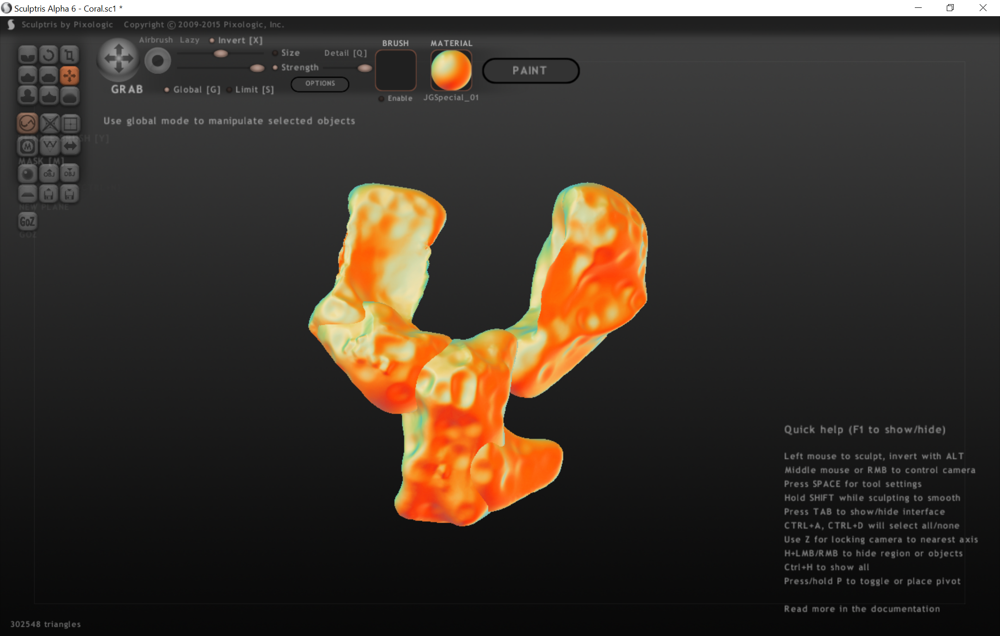 Sculptris Alpha 6 - Coral.sc1 *
Sculptris by Pixologic Copyright © 2009-2015 Pixologic, Inc.
Airbrush Lazy Invert [X]
Size Detail [Q]
Strength
OPTIONS
GRAB
Global [G] Limit [S]
BRUSH
Enable
MATERIAL
JGSpecial_01
PAINT
Use global mode to manipulate selected objects
REDUCE BRUSH [Y]
M
MASK [M]
OBJ OBJ
NEW PLANE
GoZ
GOZ
Quick help (F1 to show/hide)
Left mouse to sculpt, invert with ALT
Middle mouse or RMB to control camera
Press SPACE for tool settings
Hold SHIFT while sculpting to smooth
Press TAB to show/hide interface
CTRL+A, CTRL+D will select all/none
Use Z for locking camera to nearest axis
H+LMB/RMB to hide region or objects
Ctrl+H to show all
Press/hold P to toggle or place pivot
Read more in the documentation
302548 triangles